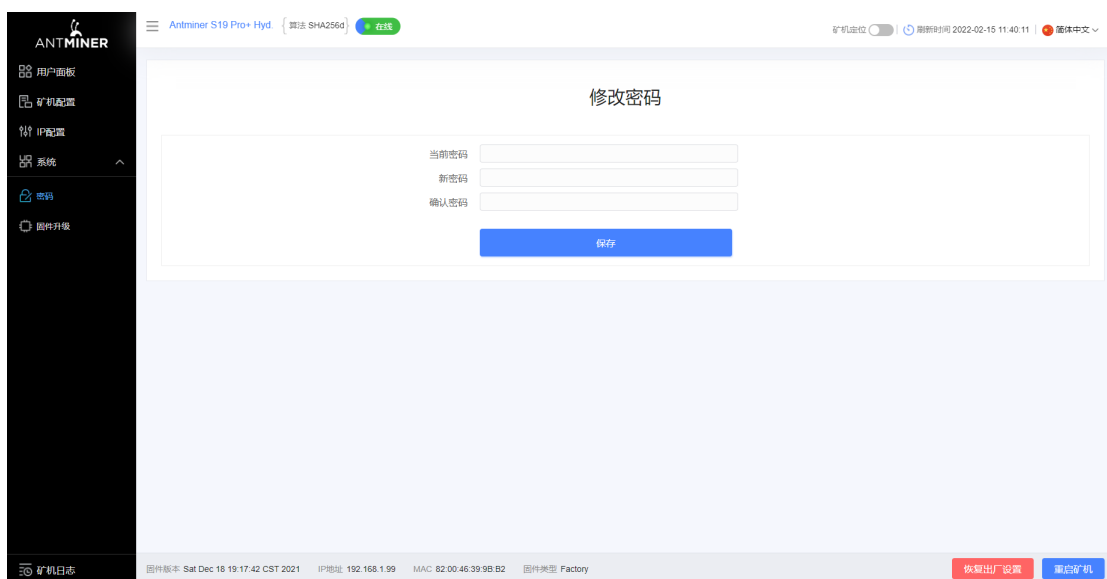 ANTMINER
Antminer S19 Pro+ Hyd. 算法 SHA256d 在线
矿机定位 刷新时间 2022-02-15 11:40:11 简体中文
用户面板
矿机配置
IP配置
系统
密码
固件升级
修改密码
当前密码
新密码
确认密码
保存
矿机日志
固件版本 Sat Dec 18 19:17:42 CST 2021 IP地址 192.168.1.99 MAC 82:00:46:39:9B:B2 固件类型 Factory
恢复出厂设置 重启矿机